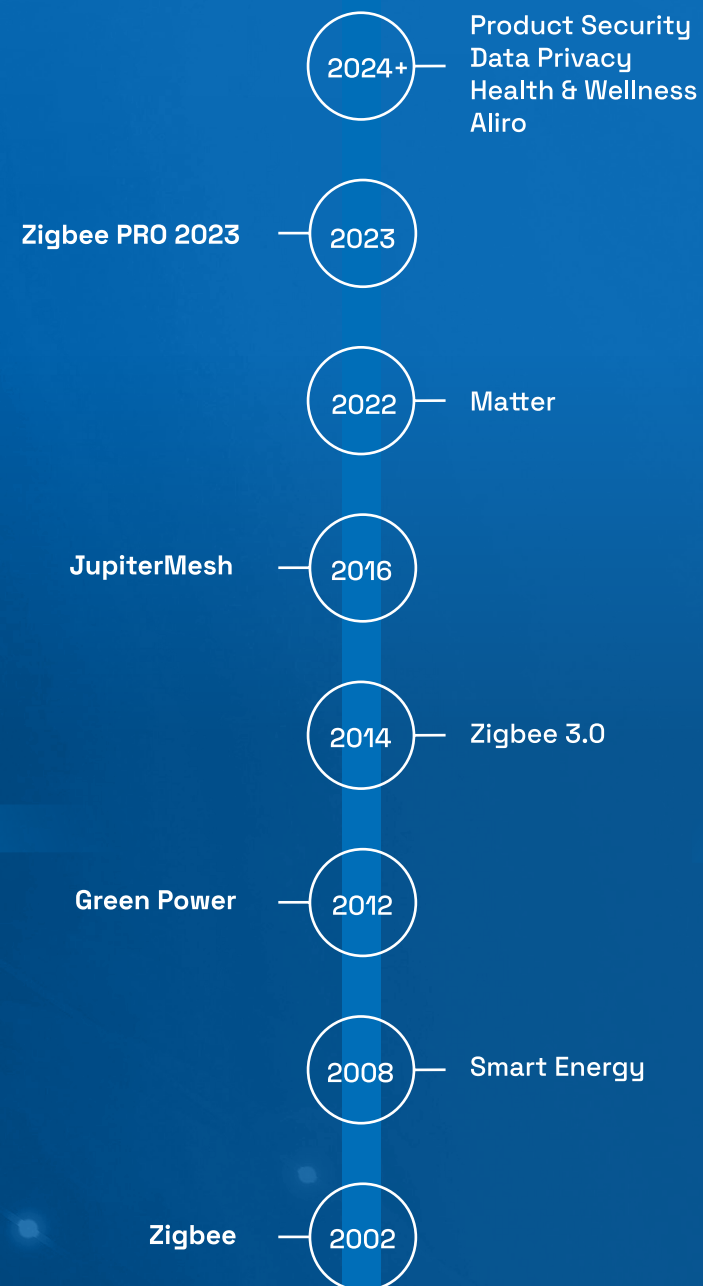 2024+
Product Security
Data Privacy
Health & Wellness
Aliro
Zigbee PRO 2023
2023
2022
Matter
JupiterMesh
2016
2014
Zigbee 3.0
Green Power
2012
2008
Smart Energy
Zigbee
2002